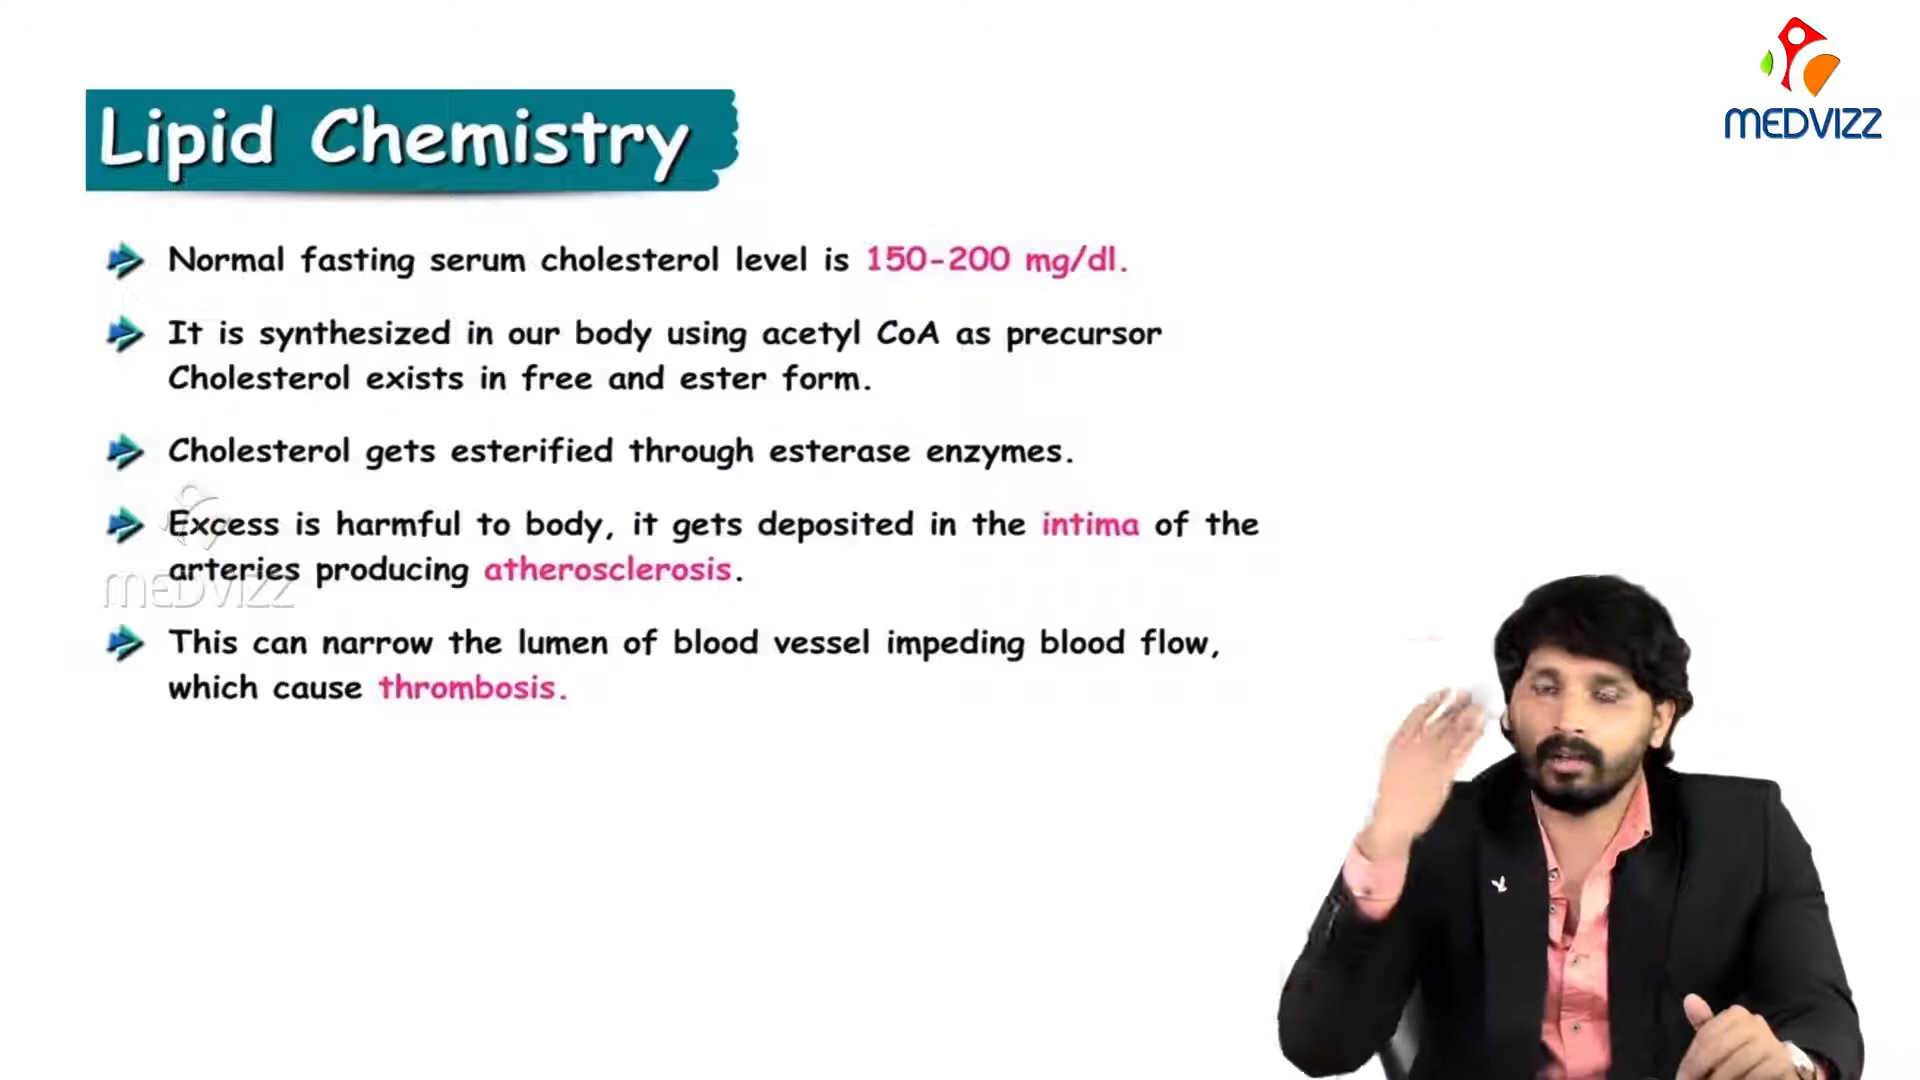 MEDVIZZ
Lipid Chemistry
Normal fasting serum cholesterol level is 150-200 mg/dl.
It is synthesized in our body using acetyl CoA as precursor
Cholesterol exists in free and ester form.
Cholesterol gets esterified through esterase enzymes.
Excess is harmful to body, it gets deposited in the intima of the
arteries producing atherosclerosis.
MEDVIZZ
This can narrow the lumen of blood vessel impeding blood flow,
which cause thrombosis.